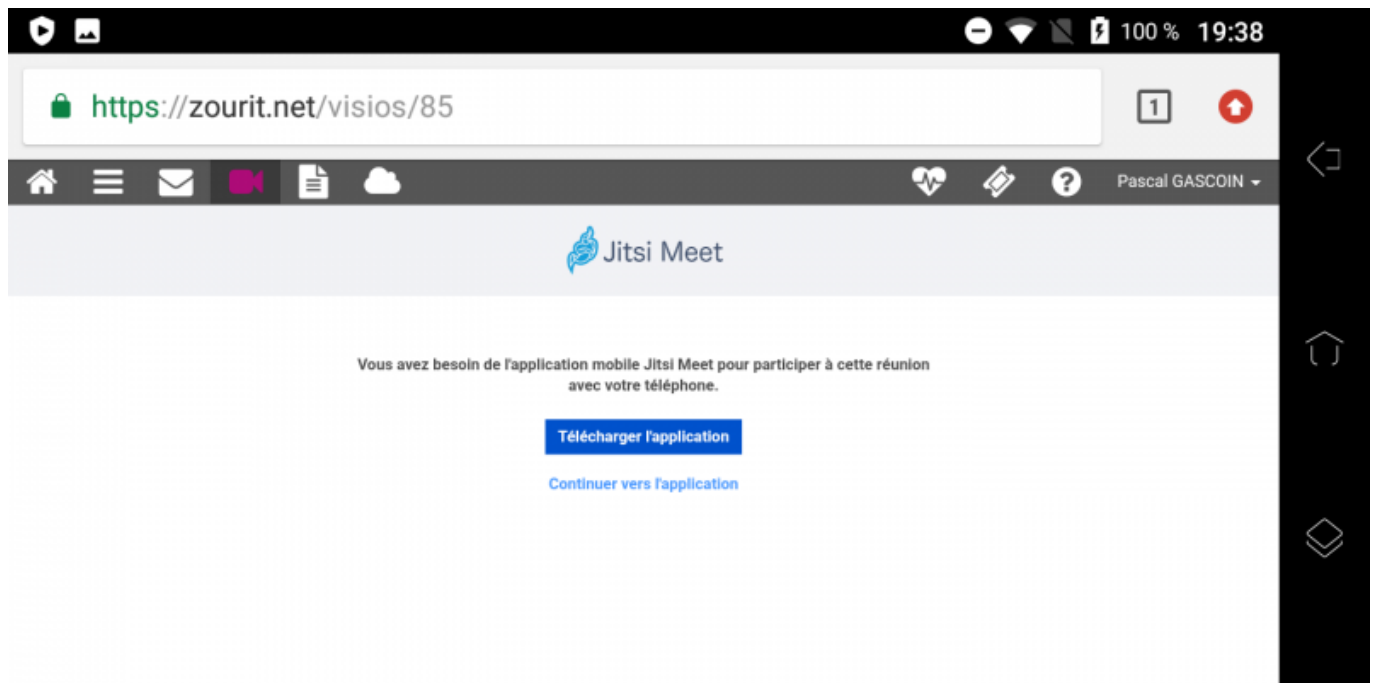 100 % 19:38
https://zourit.net/visios/85
1
? Pascal GASCOIN
Jitsi Meet
Vous avez besoin de l'application mobile Jitsi Meet pour participer à cette réunion
avec votre téléphone.
Télécharger l'application
Continuer vers l'application